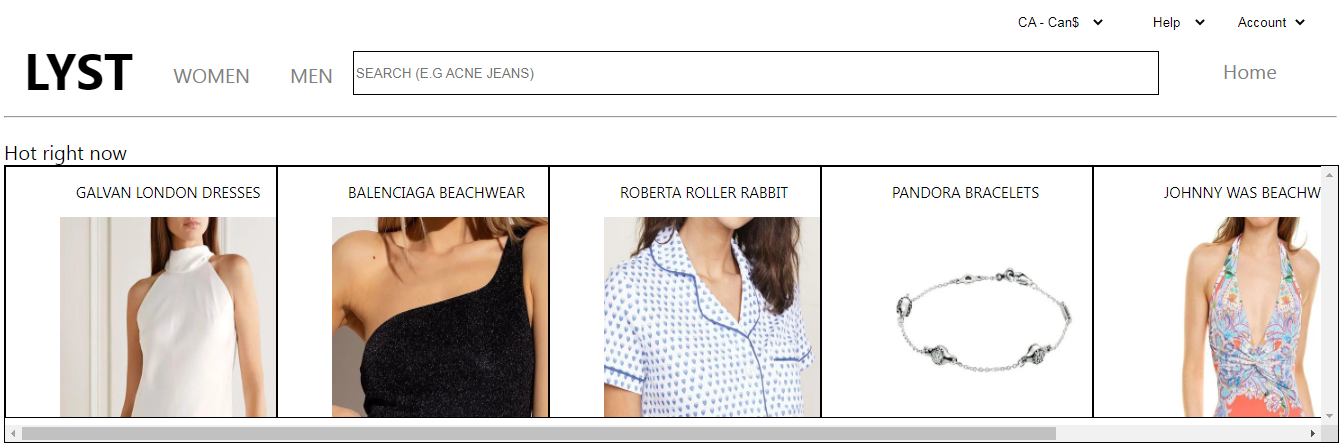 CA - Can$ Help Account
LYST WOMEN MEN SEARCH (E.G ACNE JEANS) Home
Hot right now
GALVAN LONDON DRESSES BALENCIAGA BEACHWEAR ROBERTA ROLLER RABBIT PANDORA BRACELETS JOHNNY WAS BEACHW